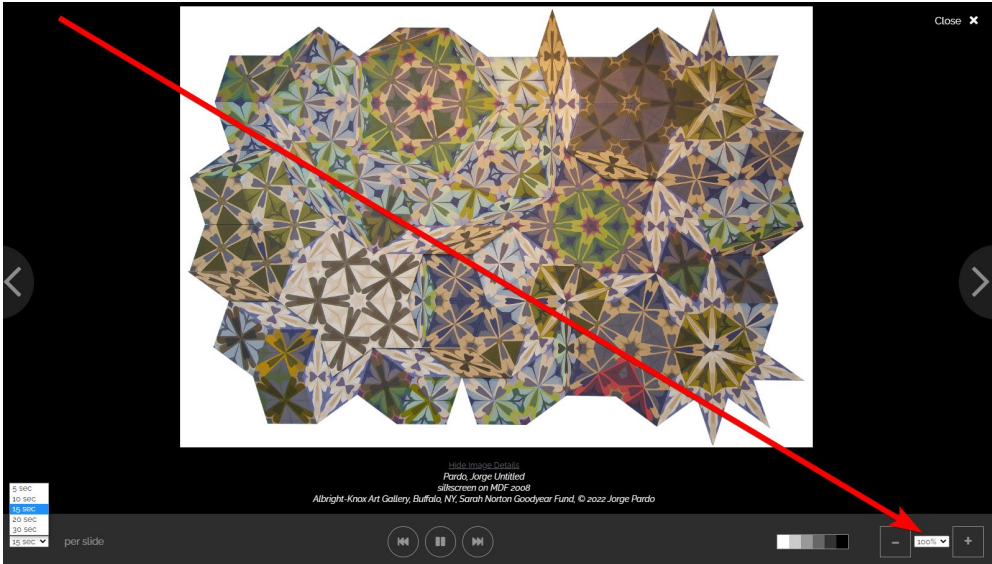 Close ✖
Hide Image Details
Pardo, Jorge Untitled
silkscreen on MDF 2008
Albright-Knox Art Gallery, Buffalo, NY, Sarah Norton Goodyear Fund, © 2022 Jorge Pardo
5 sec
10 sec
15 sec
20 sec
30 sec
15 sec
per slide
100%